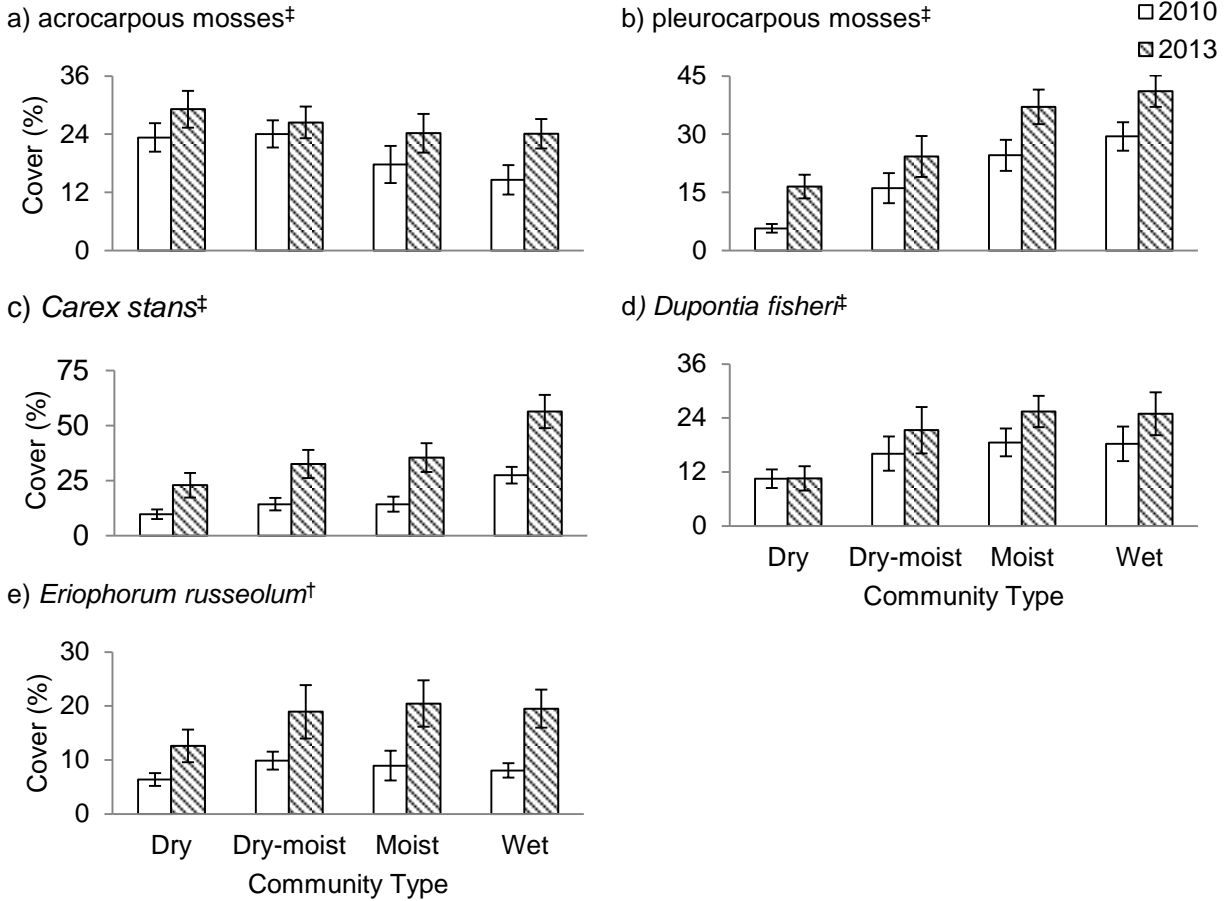 a) acrocarpous mosses‡
b) pleurocarpous mosses‡
2010
2013
Cover (%)
36
24
12
0
45
30
15
0
c) Carex stans‡
d) Dupontia fisheri‡
Cover (%)
75
50
25
0
36
24
12
0
Dry Dry-moist Moist Wet
Community Type
e) Eriophorum russeolum†
Cover (%)
30
20
10
0
Dry Dry-moist Moist Wet
Community Type